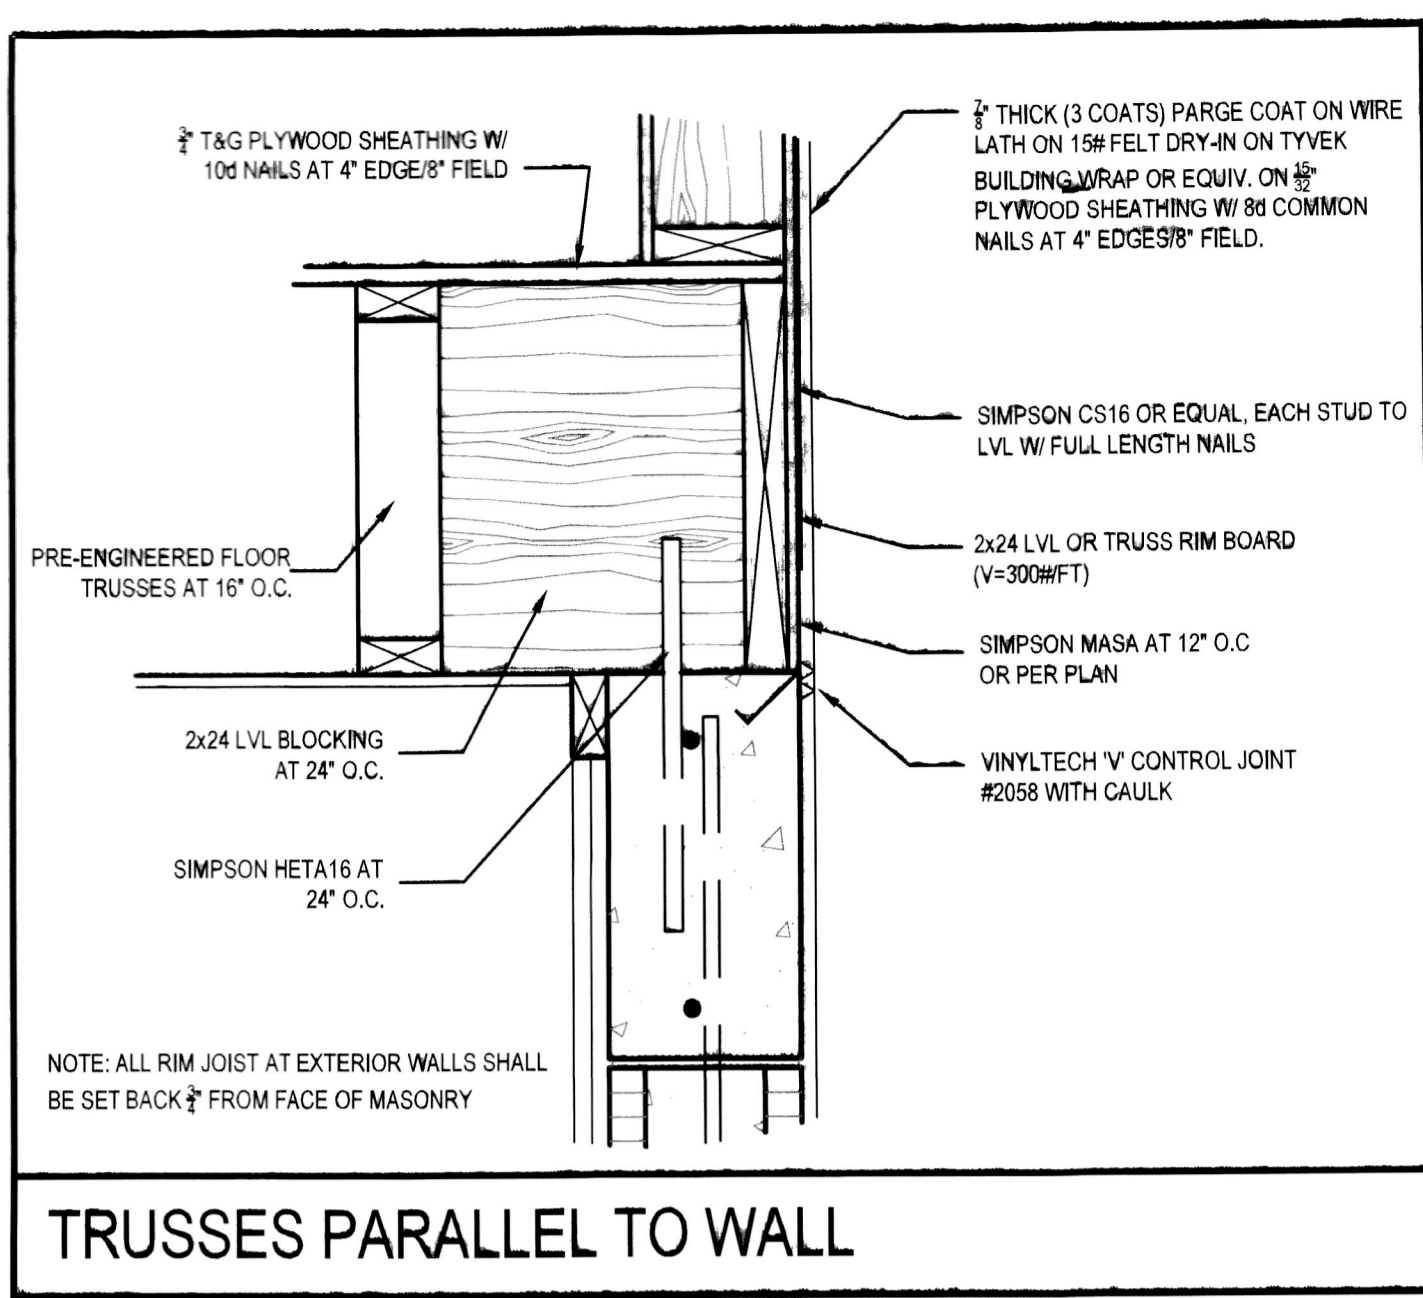 ¾" T&G PLYWOOD SHEATHING W/
10d NAILS AT 4" EDGE/8" FIELD
⅞" THICK (3 COATS) PARGE COAT ON WIRE
LATH ON 15# FELT DRY-IN ON TYVEK
BUILDING WRAP OR EQUIV. ON 15/32"
PLYWOOD SHEATHING W/ 8d COMMON
NAILS AT 4" EDGES/8" FIELD.
SIMPSON CS16 OR EQUAL, EACH STUD TO
LVL W/ FULL LENGTH NAILS
PRE-ENGINEERED FLOOR
TRUSSES AT 16" O.C.
2x24 LVL OR TRUSS RIM BOARD
(V=300#/FT)
SIMPSON MASA AT 12" O.C
OR PER PLAN
2x24 LVL BLOCKING
AT 24" O.C.
VINYLTECH 'V' CONTROL JOINT
#2058 WITH CAULK
SIMPSON HETA16 AT
24" O.C.
NOTE: ALL RIM JOIST AT EXTERIOR WALLS SHALL
BE SET BACK ¾" FROM FACE OF MASONRY
TRUSSES PARALLEL TO WALL